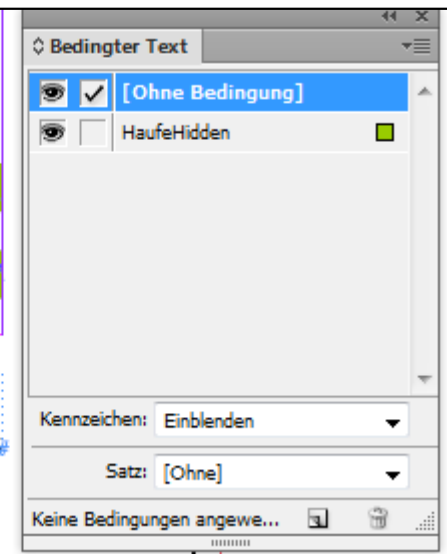 Bedingter Text
[Ohne Bedingung]
HaufeHidden
Kennzeichen: Einblenden
Satz: [Ohne]
Keine Bedingungen angewe...